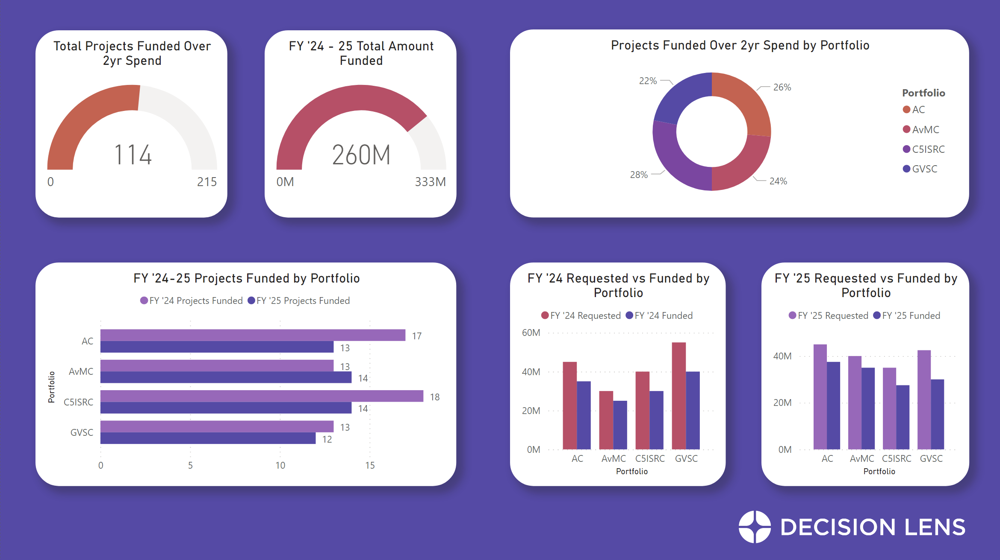 Total Projects Funded Over
2yr Spend
114
0
215
FY '24 - 25 Total Amount
Funded
260M
0M
333M
Projects Funded Over 2yr Spend by Portfolio
22%
26%
28%
24%
Portfolio
AC
AvMC
C5ISRC
GVSC
FY '24-25 Projects Funded by Portfolio
FY '24 Projects Funded
FY '25 Projects Funded
Portfolio
AC
17
13
AvMC
13
14
C5ISRC
18
14
GVSC
13
12
0
5
10
15
FY '24 Requested vs Funded by
Portfolio
FY '24 Requested
FY '24 Funded
60M
40M
20M
0M
AC
AvMC
C5ISRC
GVSC
Portfolio
FY '25 Requested vs Funded by
Portfolio
FY '25 Requested
FY '25 Funded
40M
20M
0M
AC
AvMC
C5ISRC
GVSC
Portfolio
DECISION LENS